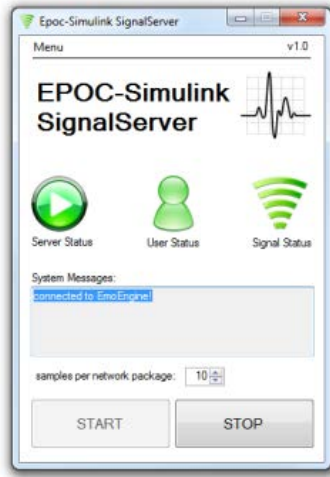 Epoc-Simulink SignalServer
Menu v1.0
EPOC-Simulink
SignalServer
Server Status User Status Signal Status
System Messages:
connected to EmoEngine!
samples per network package: 10
START STOP